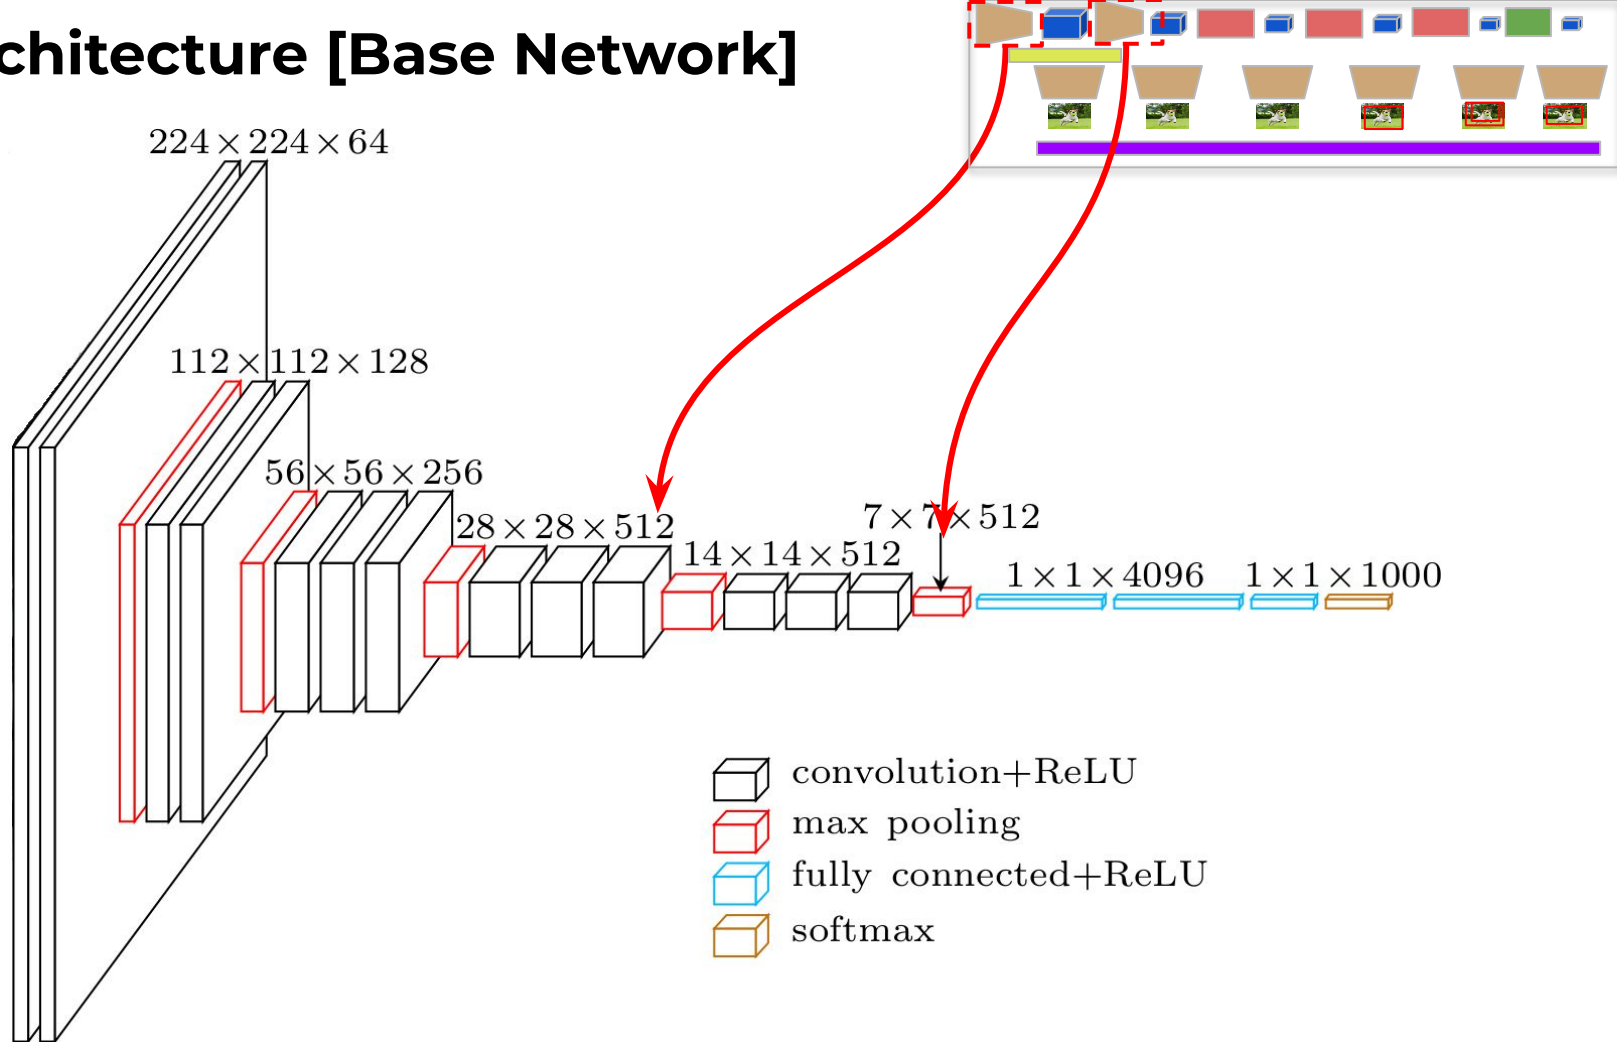 chitecture [Base Network]
224×224×64
112×112×128
56×56×256
28×28×512
7×7×512
14×14×512
1×1×4096
1×1×1000
convolution+ReLU
max pooling
fully connected+ReLU
softmax